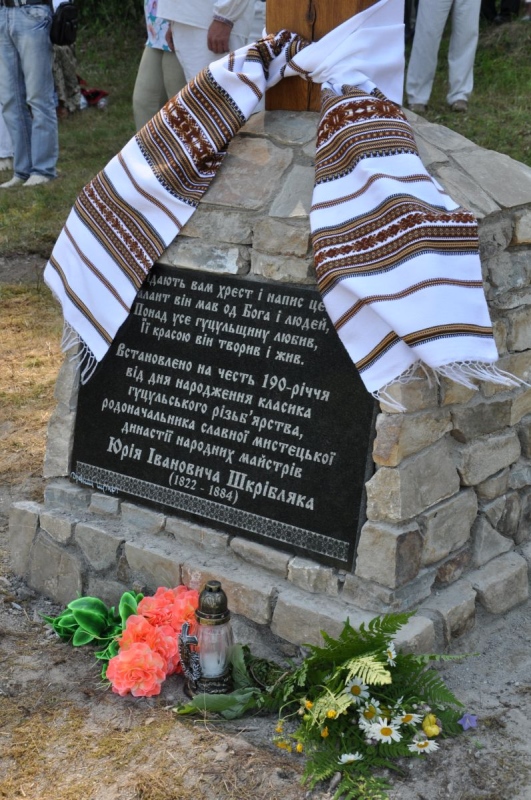 вам хрест і напис це
він мав од Бога і людей,
Понад усе гуцульщину любив,
Її красою він творив і жив.
Встановлено на честь 190-річчя
від дня народження класика
гуцульського різьб'ярства,
родоначальника славної мистецької
династії народних майстрів
Юрія Івановича Шкрібляка
(1822 - 1884)